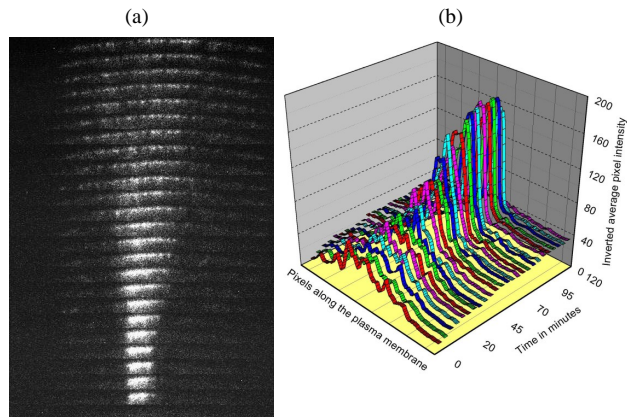 (a)
(b)
200
160
120
80
40
0
Inverted average pixel intensity
120
95
70
45
20
0
Time in minutes
Pixels along the plasma membrane